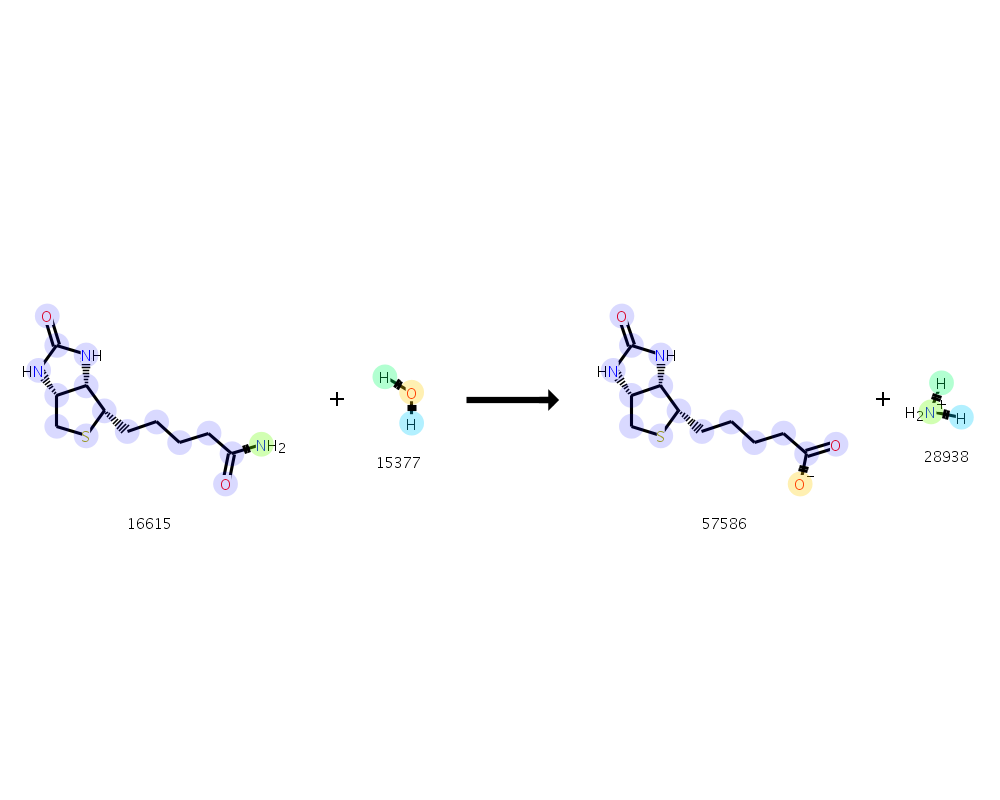 O
NH
HN
S
NH2
O
16615
+
H
O
H
15377
O
NH
HN
S
O
O−
57586
+
H
H2N+
H
28938